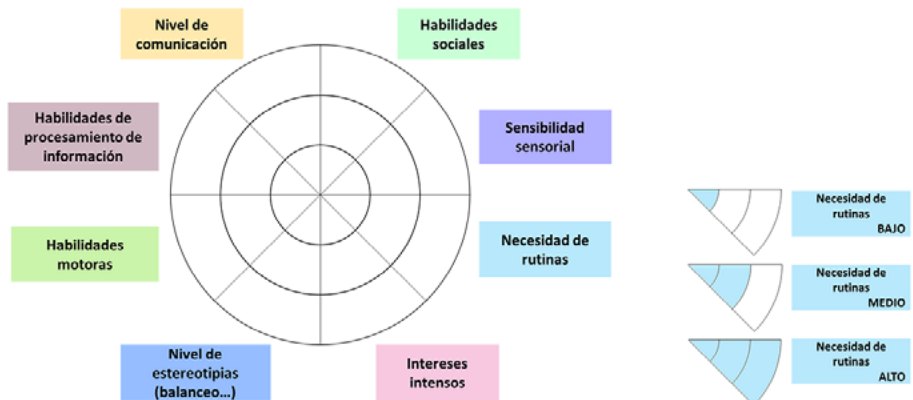 Nivel de
comunicación
Habilidades
sociales
Habilidades de
procesamiento de
información
Sensibilidad
sensorial
Habilidades
motoras
Necesidad de
rutinas
Nivel de
estereotipias
(balanceo...)
Intereses
intensos
Necesidad de
rutinas
BAJO
Necesidad de
rutinas
MEDIO
Necesidad de
rutinas
ALTO